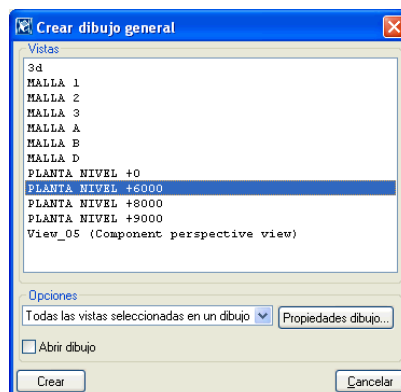 Crear dibujo general
Vistas
3d
MALLA 1
MALLA 2
MALLA 3
MALLA A
MALLA B
MALLA D
PLANTA NIVEL +0
PLANTA NIVEL +6000
PLANTA NIVEL +8000
PLANTA NIVEL +9000
View_05 (Component perspective view)
Opciones
Todas las vistas seleccionadas en un dibujo
Propiedades dibujo...
Abrir dibujo
Crear
Cancelar